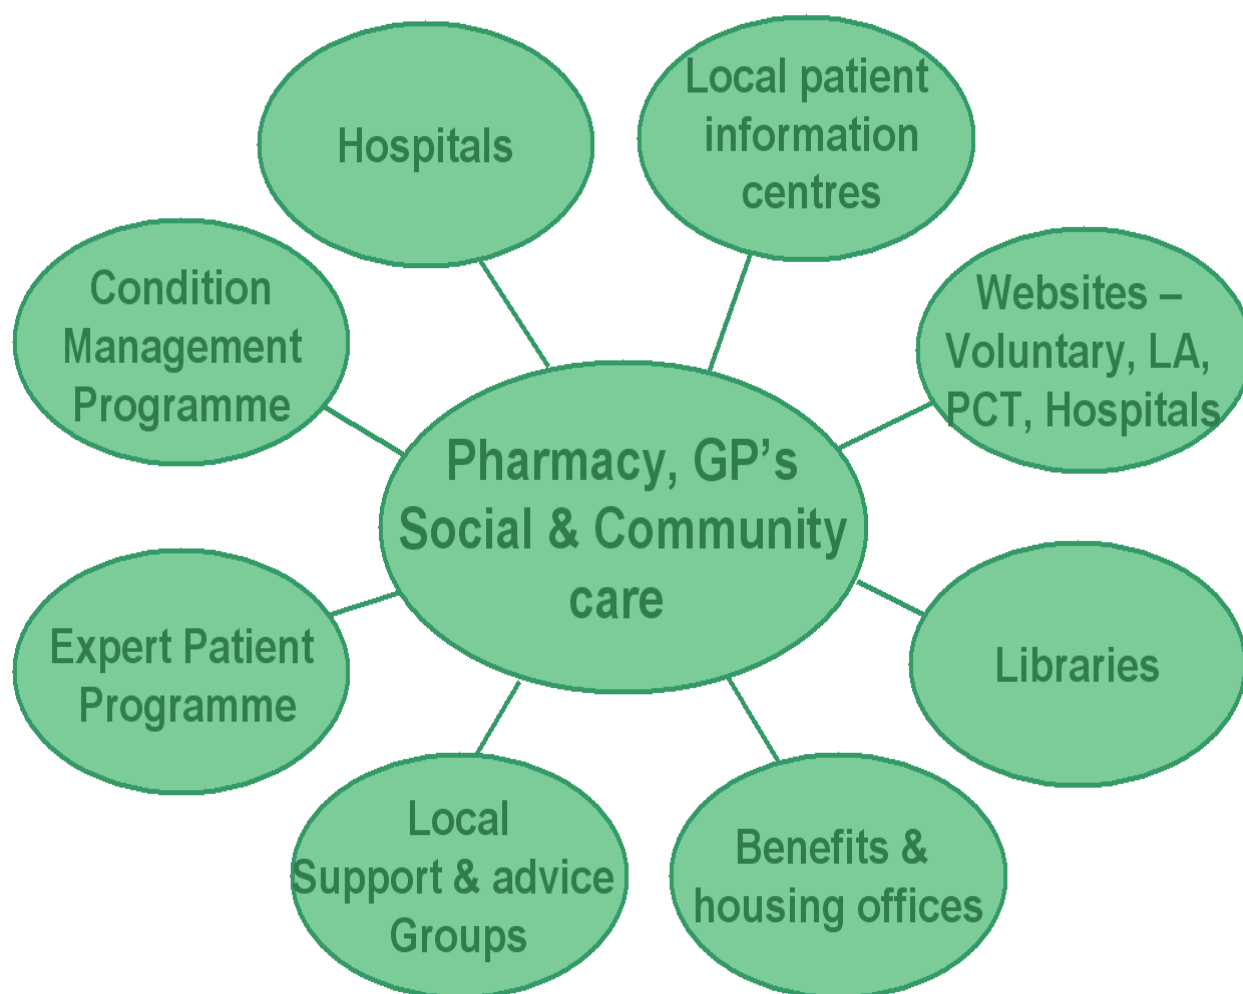 Hospitals
Local patient
information
centres
Condition
Management
Programme
Websites –
Voluntary, LA,
PCT, Hospitals
Pharmacy, GP’s
Social & Community
care
Expert Patient
Programme
Libraries
Local
Support & advice
Groups
Benefits &
housing offices